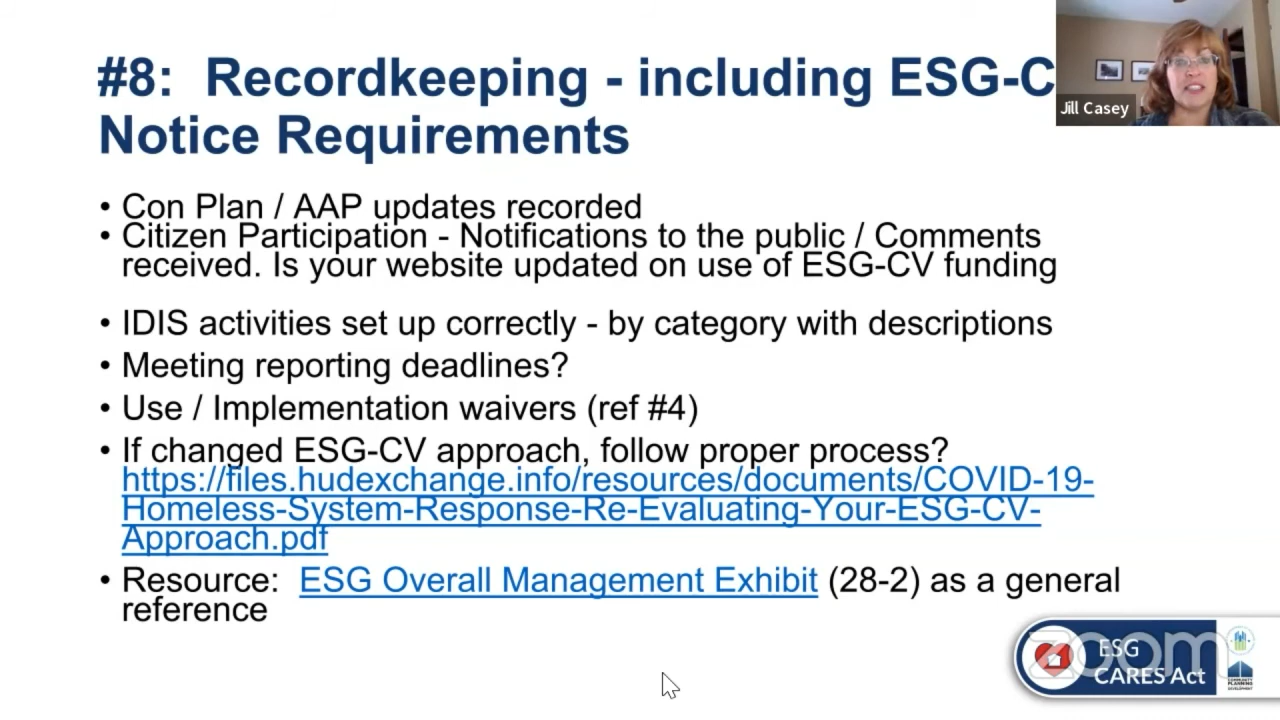 #8:  Recordkeeping - including ESG-C
Notice Requirements
Jill Casey
• Con Plan / AAP updates recorded
• Citizen Participation - Notifications to the public / Comments
received. Is your website updated on use of ESG-CV funding
• IDIS activities set up correctly - by category with descriptions
• Meeting reporting deadlines?
• Use / Implementation waivers (ref #4)
• If changed ESG-CV approach, follow proper process?
https://files.hudexchange.info/resources/documents/COVID-19-
Homeless-System-Response-Re-Evaluating-Your-ESG-CV-
Approach.pdf
• Resource:  ESG Overall Management Exhibit (28-2) as a general
reference
zoom
ESG
CARES Act
COMMUNITY
PLANNING
DEVELOPMENT